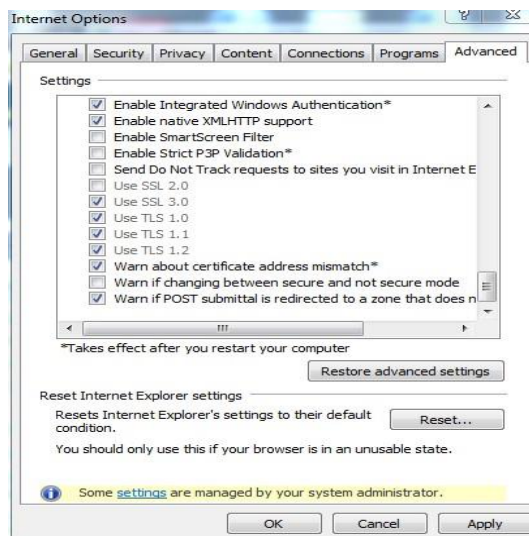 Internet Options
General Security Privacy Content Connections Programs Advanced
Settings
Enable Integrated Windows Authentication*
Enable native XMLHTTP support
Enable SmartScreen Filter
Enable Strict P3P Validation*
Send Do Not Track requests to sites you visit in Internet E
Use SSL 2.0
Use SSL 3.0
Use TLS 1.0
Use TLS 1.1
Use TLS 1.2
Warn about certificate address mismatch*
Warn if changing between secure and not secure mode
Warn if POST submittal is redirected to a zone that does n
*Takes effect after you restart your computer
Restore advanced settings
Reset Internet Explorer settings
Resets Internet Explorer's settings to their default
condition.
Reset...
You should only use this if your browser is in an unusable state.
Some settings are managed by your system administrator.
OK Cancel Apply